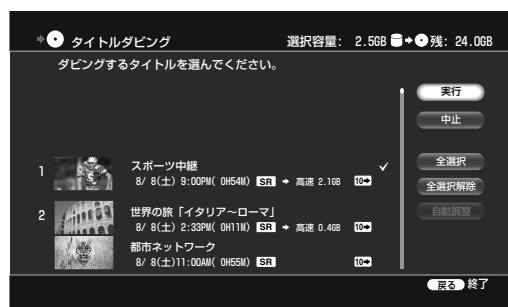 タイトルダビング 選択容量: 2.5GB 残: 24.0GB
ダビングするタイトルを選んでください。
実行
中止
全選択
全選択解除
自動調整
1 スポーツ中継
8/ 8(土) 9:00PM( 0H54M) SR 高速 2.1GB 10
2 世界の旅「イタリア～ローマ」
8/ 8(土) 2:33PM( 0H11M) SR 高速 0.4GB 10
都市ネットワーク
8/ 8(土)11:00AM( 0H55M) SR 10
戻る 終了